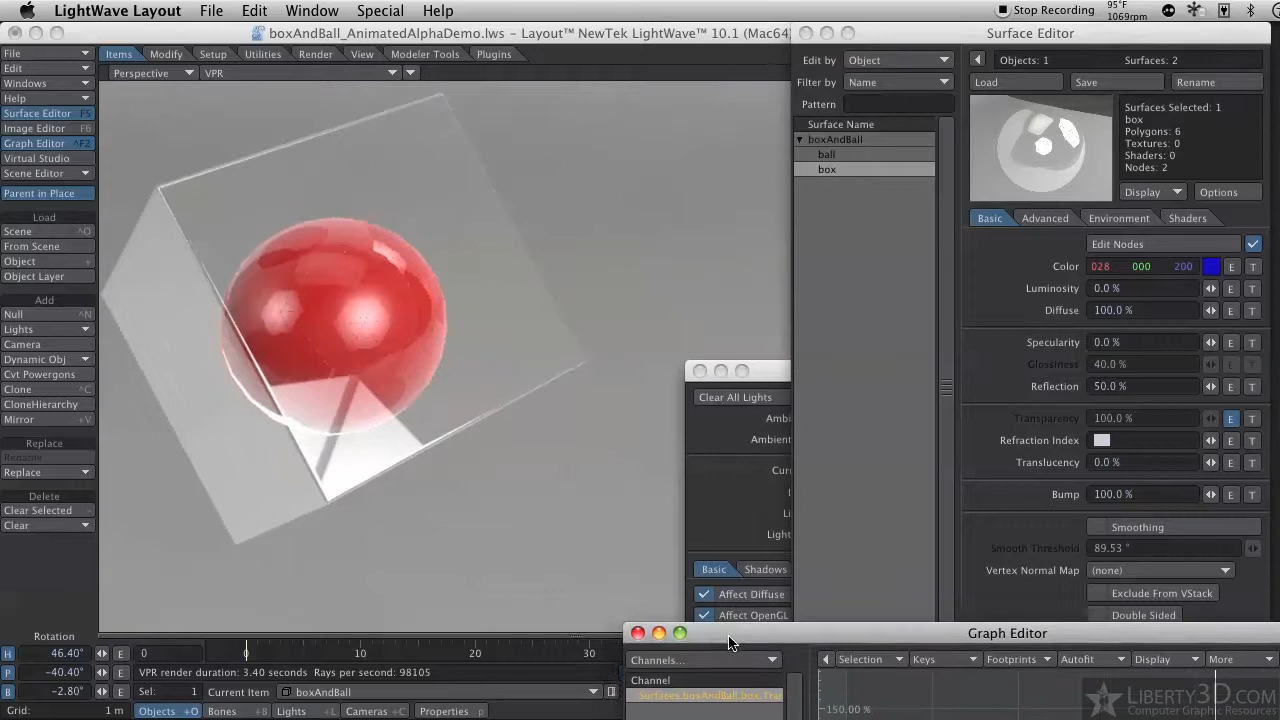 LightWave Layout File Edit Window Special Help Stop Recording 95°F 1069rpm
boxAndBall_AnimatedAlphaDemo.lws – Layout™ NewTek LightWave™ 10.1 (Mac64
File
Edit
Windows
Help
Surface Editor F5
Image Editor F6
Graph Editor ^F2
Virtual Studio
Scene Editor
Parent in Place
Load
Scene ^O
From Scene
Object +
Object Layer
Add
Null ^N
Lights
Camera
Dynamic Obj
Cvt Powergons
Clone ^C
CloneHierarchy
Mirror +V
Replace
Rename
Replace
Delete
Clear Selected –
Clear
Items Modify Setup Utilities Render View Modeler Tools Plugins
Perspective VPR
Rotation
H 46.40° E 0 0 10 20 30
P -40.40° E VPR render duration: 3.40 seconds Rays per second: 98105
B -2.80° E Sel: 1 Current Item boxAndBall
Grid: 1 m Objects +O Bones +B Lights +L Cameras +C Properties p
Clear All Lights
Ambi
Ambient
Curr
L
Li
Light
Basic Shadows
Affect Diffuse
Affect OpenGL
Surface Editor
Edit by Object
Filter by Name
Pattern
Surface Name
boxAndBall
ball
box
Objects: 1 Surfaces: 2
Load Save Rename
Surfaces Selected: 1
box
Polygons: 6
Textures: 0
Shaders: 0
Nodes: 2
Display Options
Basic Advanced Environment Shaders
Edit Nodes
Color 028 000 200 E T
Luminosity 0.0 % E T
Diffuse 100.0 % E T
Specularity 0.0 % E T
Glossiness 40.0 % E T
Reflection 50.0 % E T
Transparency 100.0 % E T
Refraction Index E T
Translucency 0.0 % E T
Bump 100.0 % E T
Smoothing
Smooth Threshold 89.53 °
Vertex Normal Map (none)
Exclude From VStack
Double Sided
Graph Editor
Channels...
Channel
Surfaces.boxAndBall.box.Tran
Selection Keys Footprints Autofit Display More
150.00 %
LIBERTY3D.COM
Computer Graphic Resources